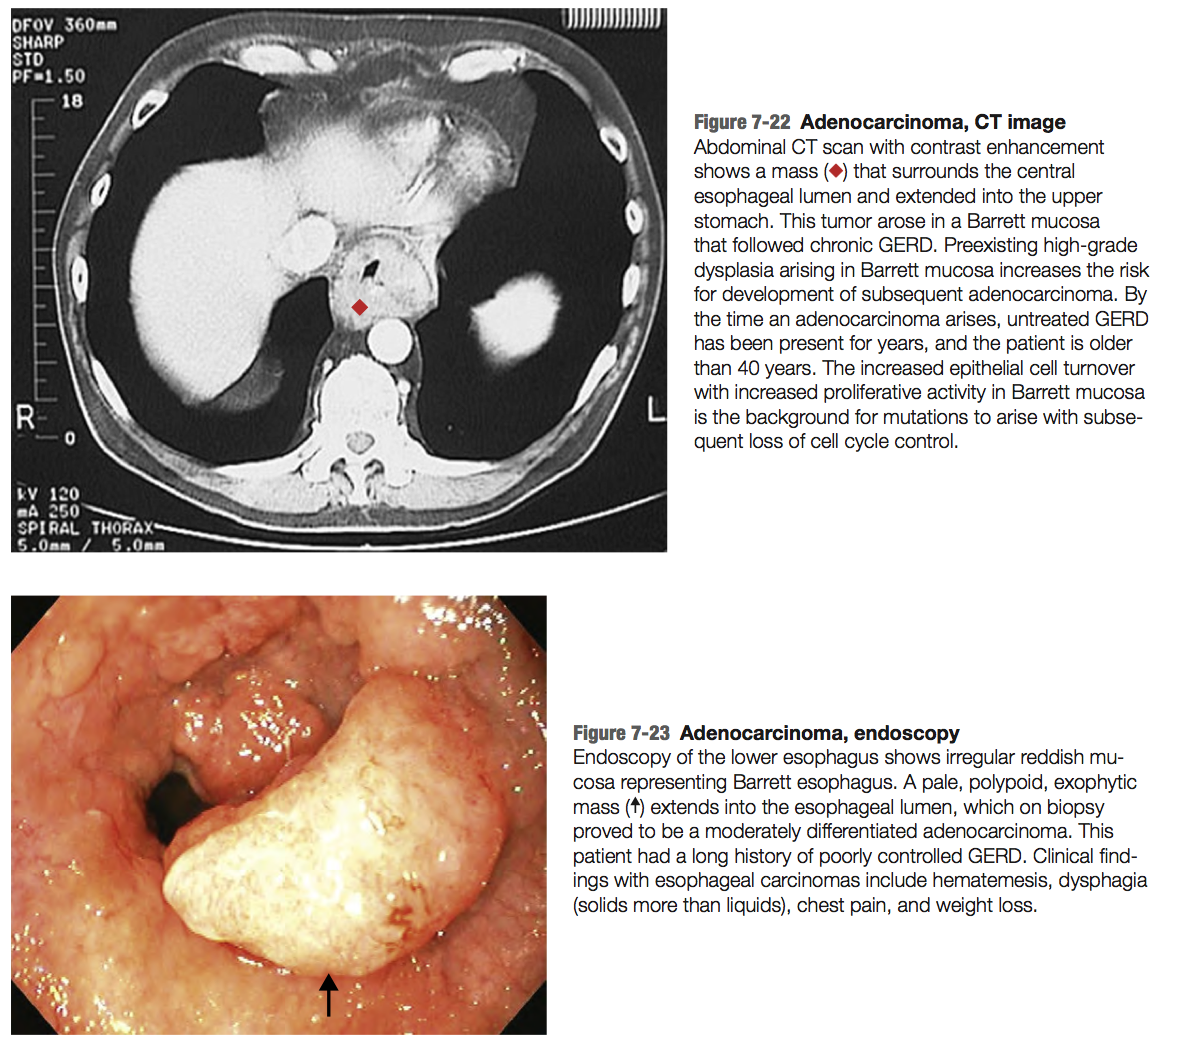 DFOV 360mm
SHARP
STD
PF=1.50
18
R
L
0
kV 120
mA 250
SPIRAL THORAX
5.0mm / 5.0mm
Figure 7-22 Adenocarcinoma, CT image
Abdominal CT scan with contrast enhancement
shows a mass (◆) that surrounds the central
esophageal lumen and extended into the upper
stomach. This tumor arose in a Barrett mucosa
that followed chronic GERD. Preexisting high-grade
dysplasia arising in Barrett mucosa increases the risk
for development of subsequent adenocarcinoma. By
the time an adenocarcinoma arises, untreated GERD
has been present for years, and the patient is older
than 40 years. The increased epithelial cell turnover
with increased proliferative activity in Barrett mucosa
is the background for mutations to arise with subse-
quent loss of cell cycle control.
Figure 7-23 Adenocarcinoma, endoscopy
Endoscopy of the lower esophagus shows irregular reddish mu-
cosa representing Barrett esophagus. A pale, polypoid, exophytic
mass (↑) extends into the esophageal lumen, which on biopsy
proved to be a moderately differentiated adenocarcinoma. This
patient had a long history of poorly controlled GERD. Clinical find-
ings with esophageal carcinomas include hematemesis, dysphagia
(solids more than liquids), chest pain, and weight loss.